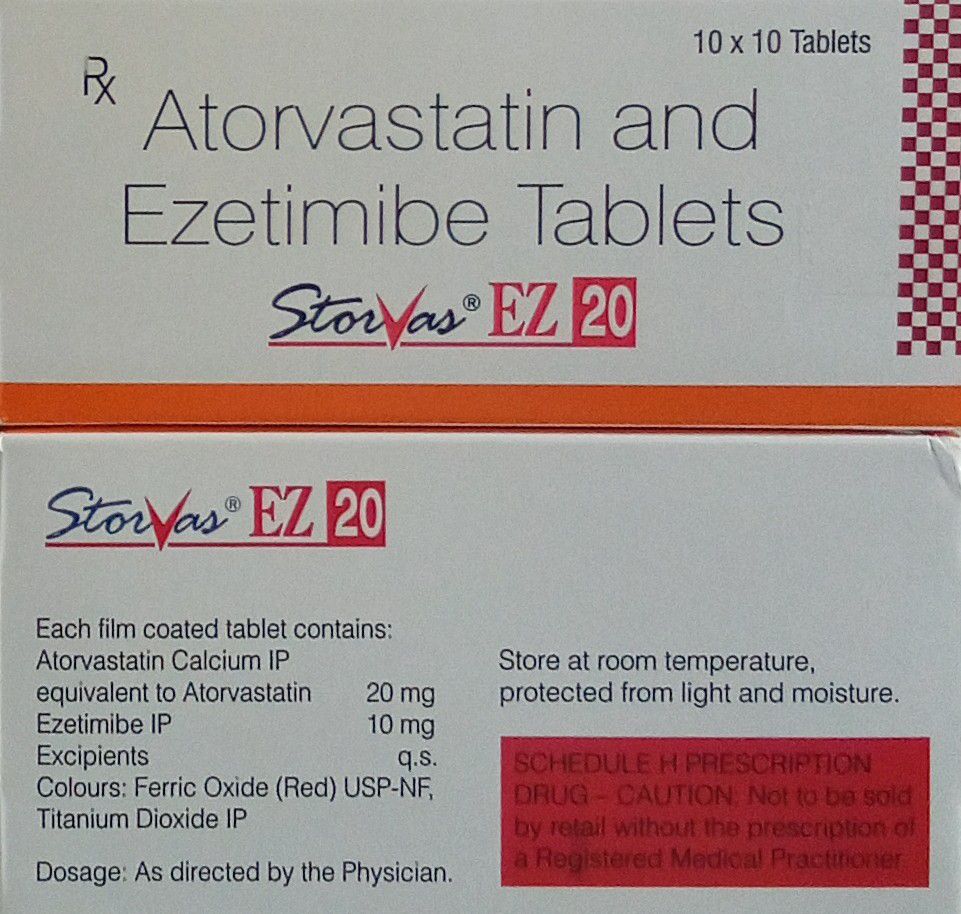 10 x 10 Tablets
Rx
Atorvastatin and
Ezetimibe Tablets
Storvas® EZ 20
Storvas® EZ 20
Each film coated tablet contains:
Atorvastatin Calcium IP
equivalent to Atorvastatin 20 mg
Ezetimibe IP 10 mg
Excipients q.s.
Colours: Ferric Oxide (Red) USP-NF,
Titanium Dioxide IP
Dosage: As directed by the Physician.
Store at room temperature,
protected from light and moisture.
SCHEDULE H PRESCRIPTION
DRUG – CAUTION: Not to be sold
by retail without the prescription of
a Registered Medical Practitioner.